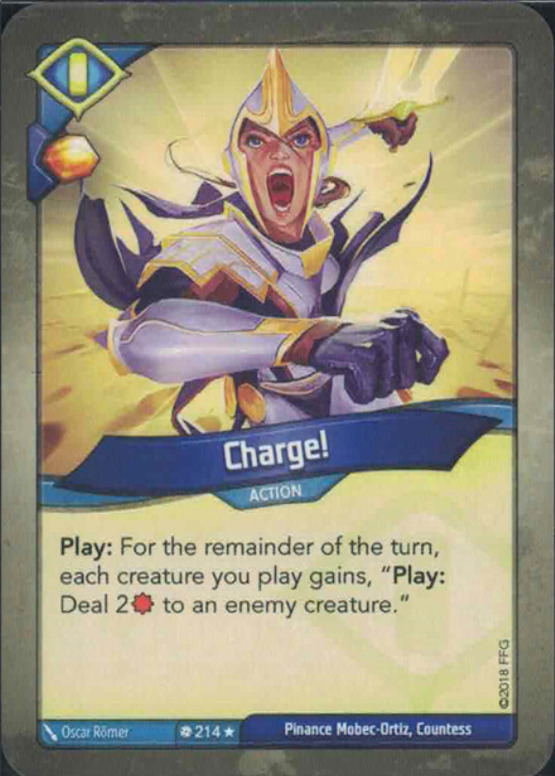 Charge!
ACTION
Play: For the remainder of the turn,
each creature you play gains, “Play:
Deal 2 to an enemy creature.”
©2018 FFG
Oscar Römer
214
Pinance Mobec-Ortiz, Countess